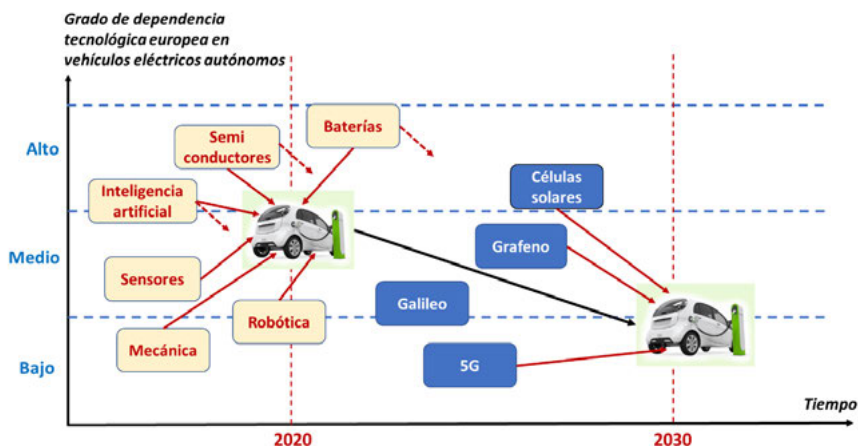 Grado de dependencia
tecnológica europea en
vehículos eléctricos autónomos
Alto
Medio
Bajo
Semi
conductores
Baterías
Inteligencia
artificial
Sensores
Mecánica
Robótica
Células
solares
Grafeno
Galileo
5G
Tiempo
2020
2030